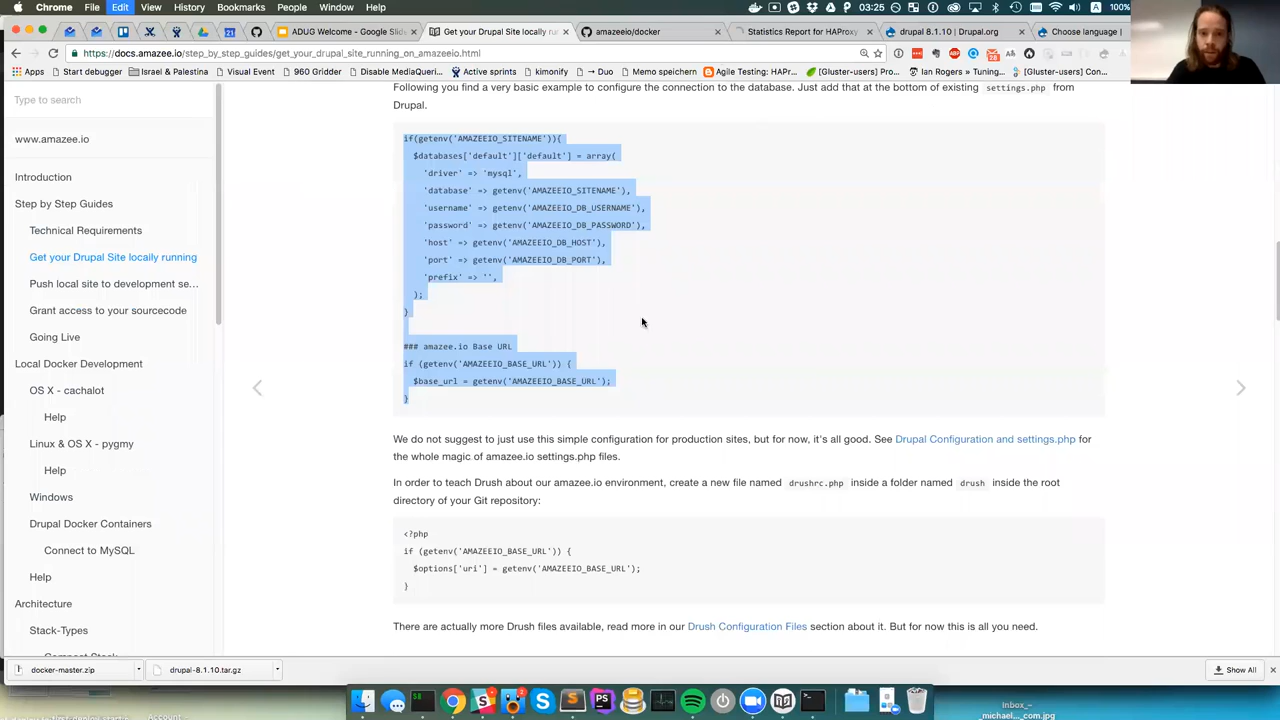 Chrome File Edit View History Bookmarks People Window Help
03:25
100%
ADUG Welcome - Google Slide
Get your Drupal Site locally run
amazeeio/docker
Statistics Report for HAProxy
drupal 8.1.10 | Drupal.org
Choose language |
https://docs.amazee.io/step_by_step_guides/get_your_drupal_site_running_on_amazeeio.html
28
Apps
Start debugger
Israel & Palestina
Visual Event
960 Gridder
Disable MediaQueri...
Active sprints
kimonify
→ Duo
Memo speichern
Agile Testing: HAPr...
[Gluster-users] Pro...
Ian Rogers » Tuning...
[Gluster-users] Con...
Type to search
www.amazee.io
Introduction
Step by Step Guides
Technical Requirements
Get your Drupal Site locally running
Push local site to development se...
Grant access to your sourcecode
Going Live
Local Docker Development
OS X - cachalot
Help
Linux & OS X - pygmy
Help
Windows
Drupal Docker Containers
Connect to MySQL
Help
Architecture
Stack-Types
Following you find a very basic example to configure the connection to the database. Just add that at the bottom of existing settings.php from
Drupal.
if(getenv('AMAZEEIO_SITENAME')){
$databases['default']['default'] = array(
'driver' => 'mysql',
'database' => getenv('AMAZEEIO_SITENAME'),
'username' => getenv('AMAZEEIO_DB_USERNAME'),
'password' => getenv('AMAZEEIO_DB_PASSWORD'),
'host' => getenv('AMAZEEIO_DB_HOST'),
'port' => getenv('AMAZEEIO_DB_PORT'),
'prefix' => '',
);
}
### amazee.io Base URL
if (getenv('AMAZEEIO_BASE_URL')) {
$base_url = getenv('AMAZEEIO_BASE_URL');
}
We do not suggest to just use this simple configuration for production sites, but for now, it's all good. See Drupal Configuration and settings.php for
the whole magic of amazee.io settings.php files.
In order to teach Drush about our amazee.io environment, create a new file named drushrc.php inside a folder named drush inside the root
directory of your Git repository:
<?php
if (getenv('AMAZEEIO_BASE_URL')) {
$options['uri'] = getenv('AMAZEEIO_BASE_URL');
}
There are actually more Drush files available, read more in our Drush Configuration Files section about it. But for now this is all you need.
docker-master.zip
drupal-8.1.10.tar.gz
Show All
Inbox_-
_michael..._com.jpg